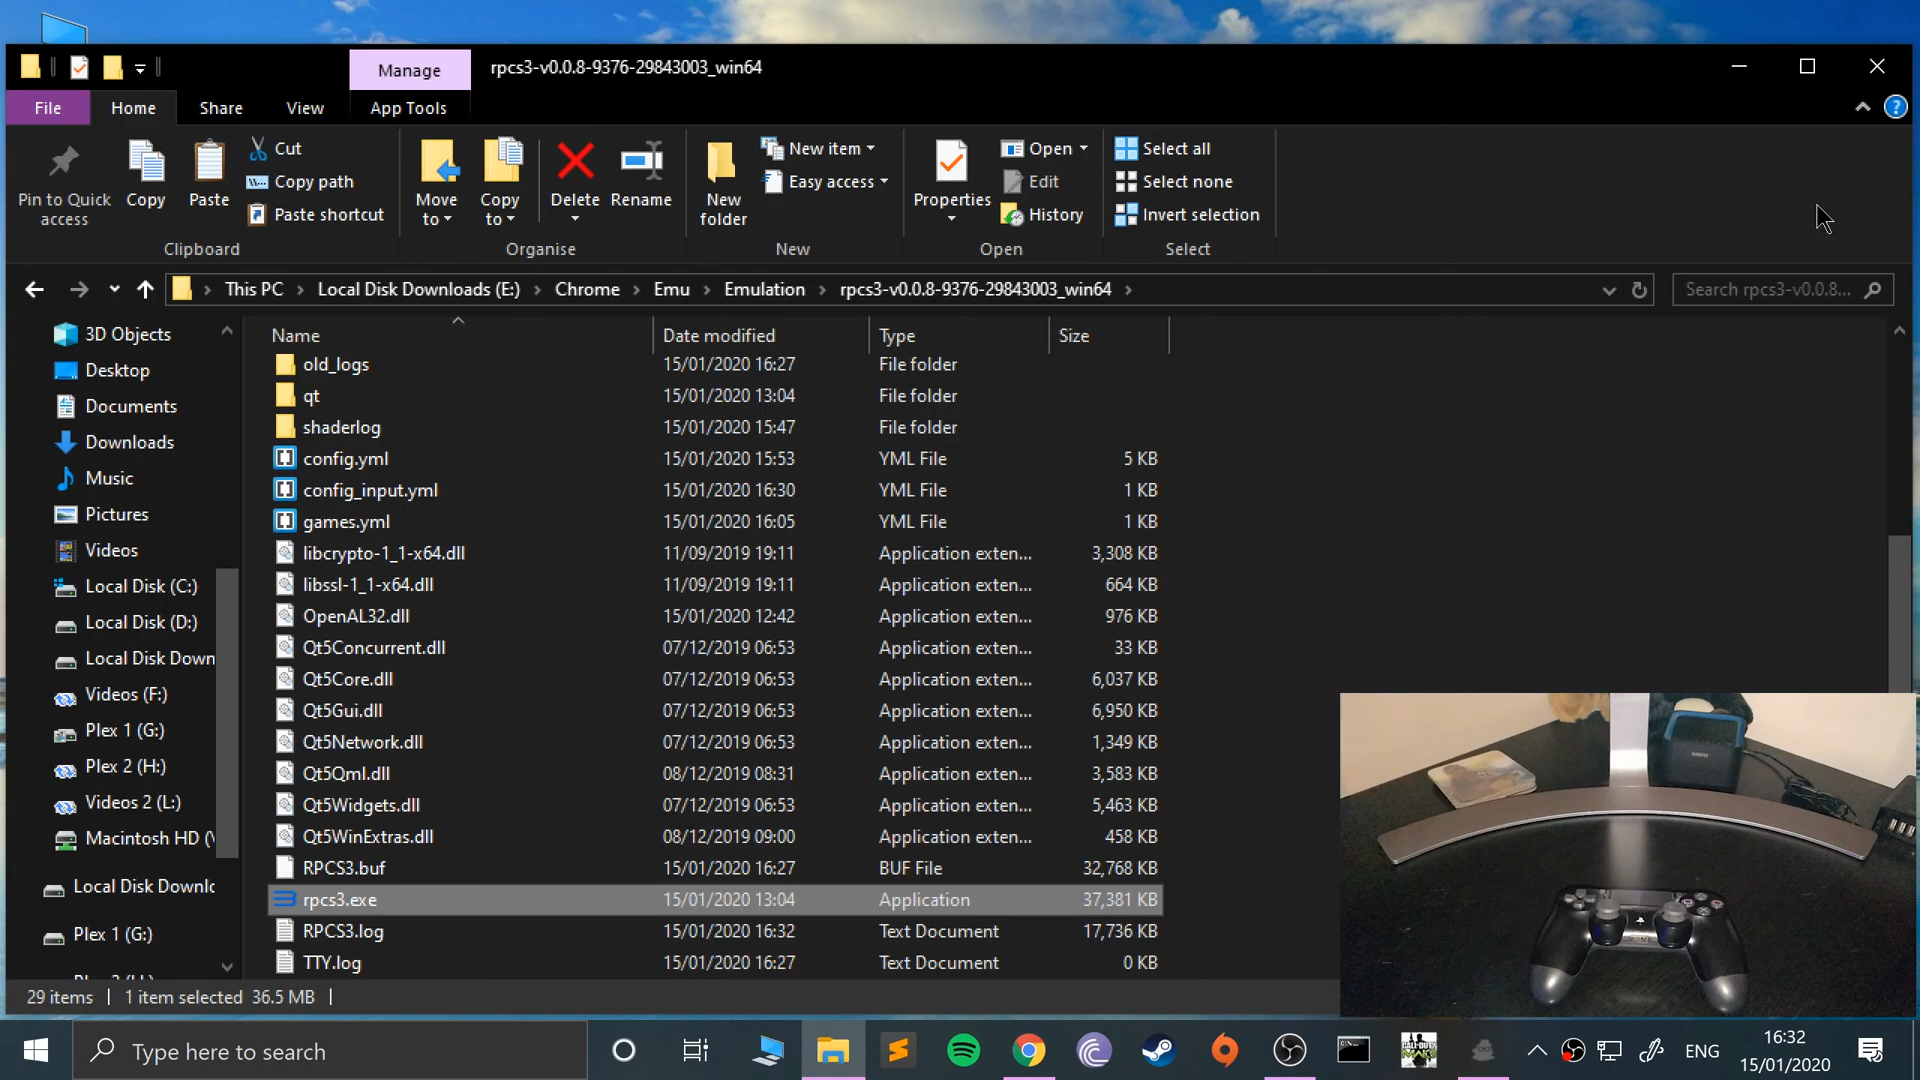 Manage
rpcs3-v0.0.8-9376-29843003_win64
File
Home
Share
View
App Tools
Pin to Quick access
Copy
Paste
Cut
Copy path
Paste shortcut
Clipboard
Move to
Copy to
Delete
Rename
Organise
New folder
New item
Easy access
New
Properties
Open
Edit
History
Open
Select all
Select none
Invert selection
Select
This PC
Local Disk Downloads (E:)
Chrome
Emu
Emulation
rpcs3-v0.0.8-9376-29843003_win64
Search rpcs3-v0.0.8...
3D Objects
Desktop
Documents
Downloads
Music
Pictures
Videos
Local Disk (C:)
Local Disk (D:)
Local Disk Down
Videos (F:)
Plex 1 (G:)
Plex 2 (H:)
Videos 2 (L:)
Macintosh HD (\
Local Disk Downlo
Plex 1 (G:)
Name Date modified Type Size
old_logs 15/01/2020 16:27 File folder
qt 15/01/2020 13:04 File folder
shaderlog 15/01/2020 15:47 File folder
config.yml 15/01/2020 15:53 YML File 5 KB
config_input.yml 15/01/2020 16:30 YML File 1 KB
games.yml 15/01/2020 16:05 YML File 1 KB
libcrypto-1_1-x64.dll 11/09/2019 19:11 Application exten... 3,308 KB
libssl-1_1-x64.dll 11/09/2019 19:11 Application exten... 664 KB
OpenAL32.dll 15/01/2020 12:42 Application exten... 976 KB
Qt5Concurrent.dll 07/12/2019 06:53 Application exten... 33 KB
Qt5Core.dll 07/12/2019 06:53 Application exten... 6,037 KB
Qt5Gui.dll 07/12/2019 06:53 Application exten... 6,950 KB
Qt5Network.dll 07/12/2019 06:53 Application exten... 1,349 KB
Qt5Qml.dll 08/12/2019 08:31 Application exten... 3,583 KB
Qt5Widgets.dll 07/12/2019 06:53 Application exten... 5,463 KB
Qt5WinExtras.dll 08/12/2019 09:00 Application exten... 458 KB
RPCS3.buf 15/01/2020 16:27 BUF File 32,768 KB
rpcs3.exe 15/01/2020 13:04 Application 37,381 KB
RPCS3.log 15/01/2020 16:32 Text Document 17,736 KB
TTY.log 15/01/2020 16:27 Text Document 0 KB
29 items
1 item selected 36.5 MB
Type here to search
ENG
16:32
15/01/2020